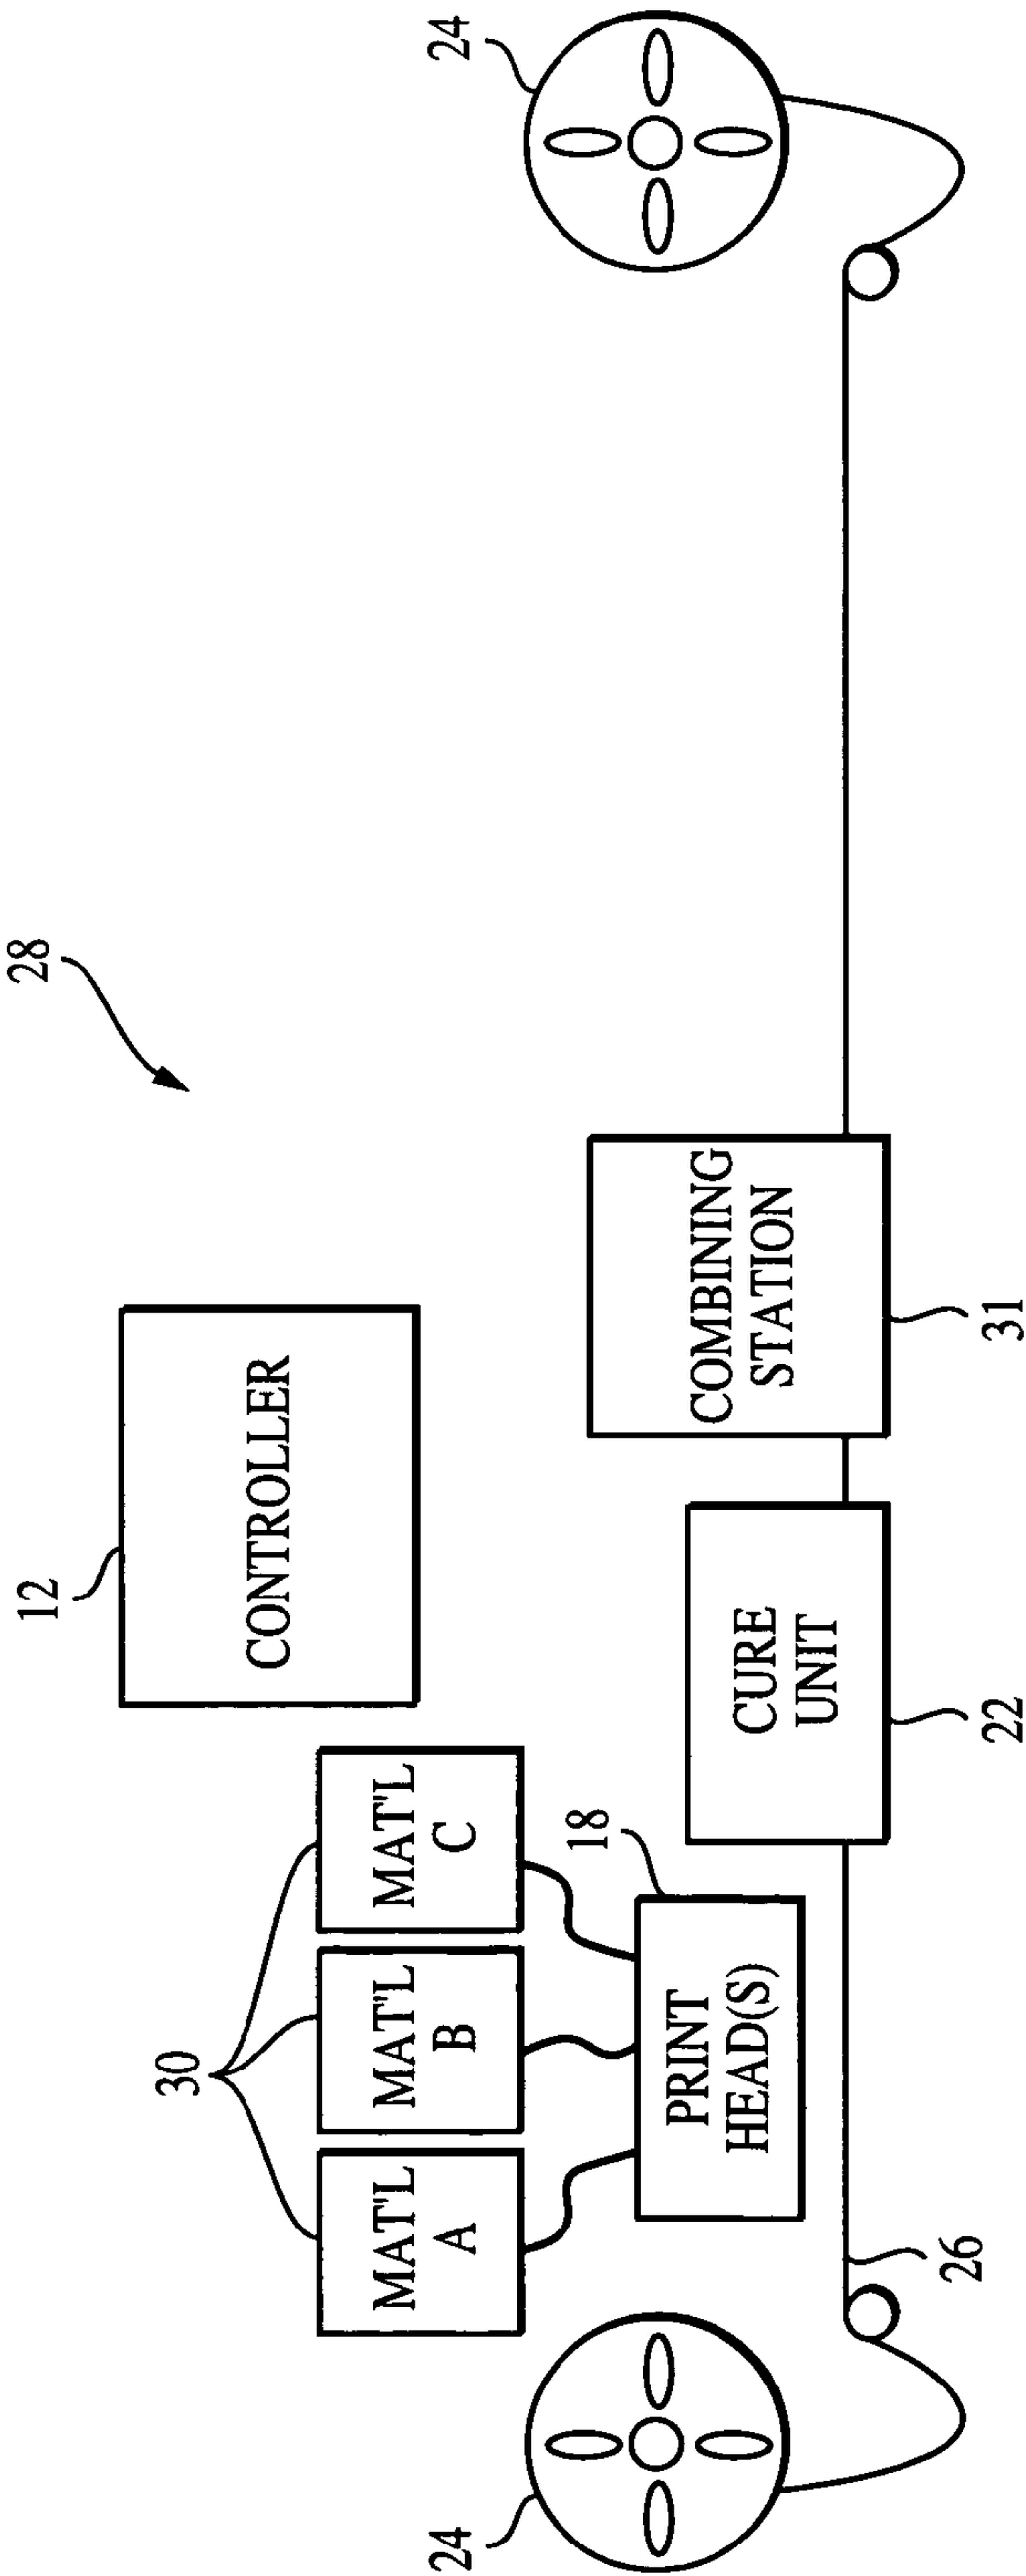 28
12
CONTROLLER
30
MAT'L
A
MAT'L
B
MAT'L
C
24
24
18
PRINT
HEAD(S)
CURE
UNIT
COMBINING
STATION
26
22
31